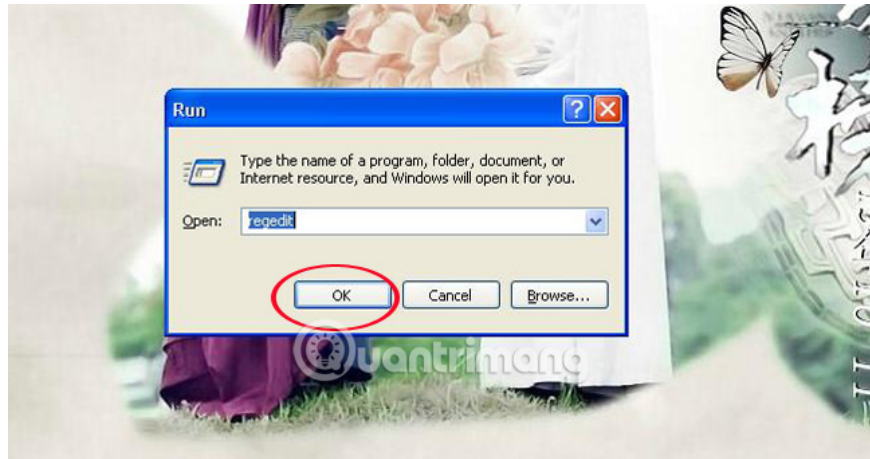 Run
Type the name of a program, folder, document, or
Internet resource, and Windows will open it for you.
Open: regedit
OK Cancel Browse...
Quantrimang